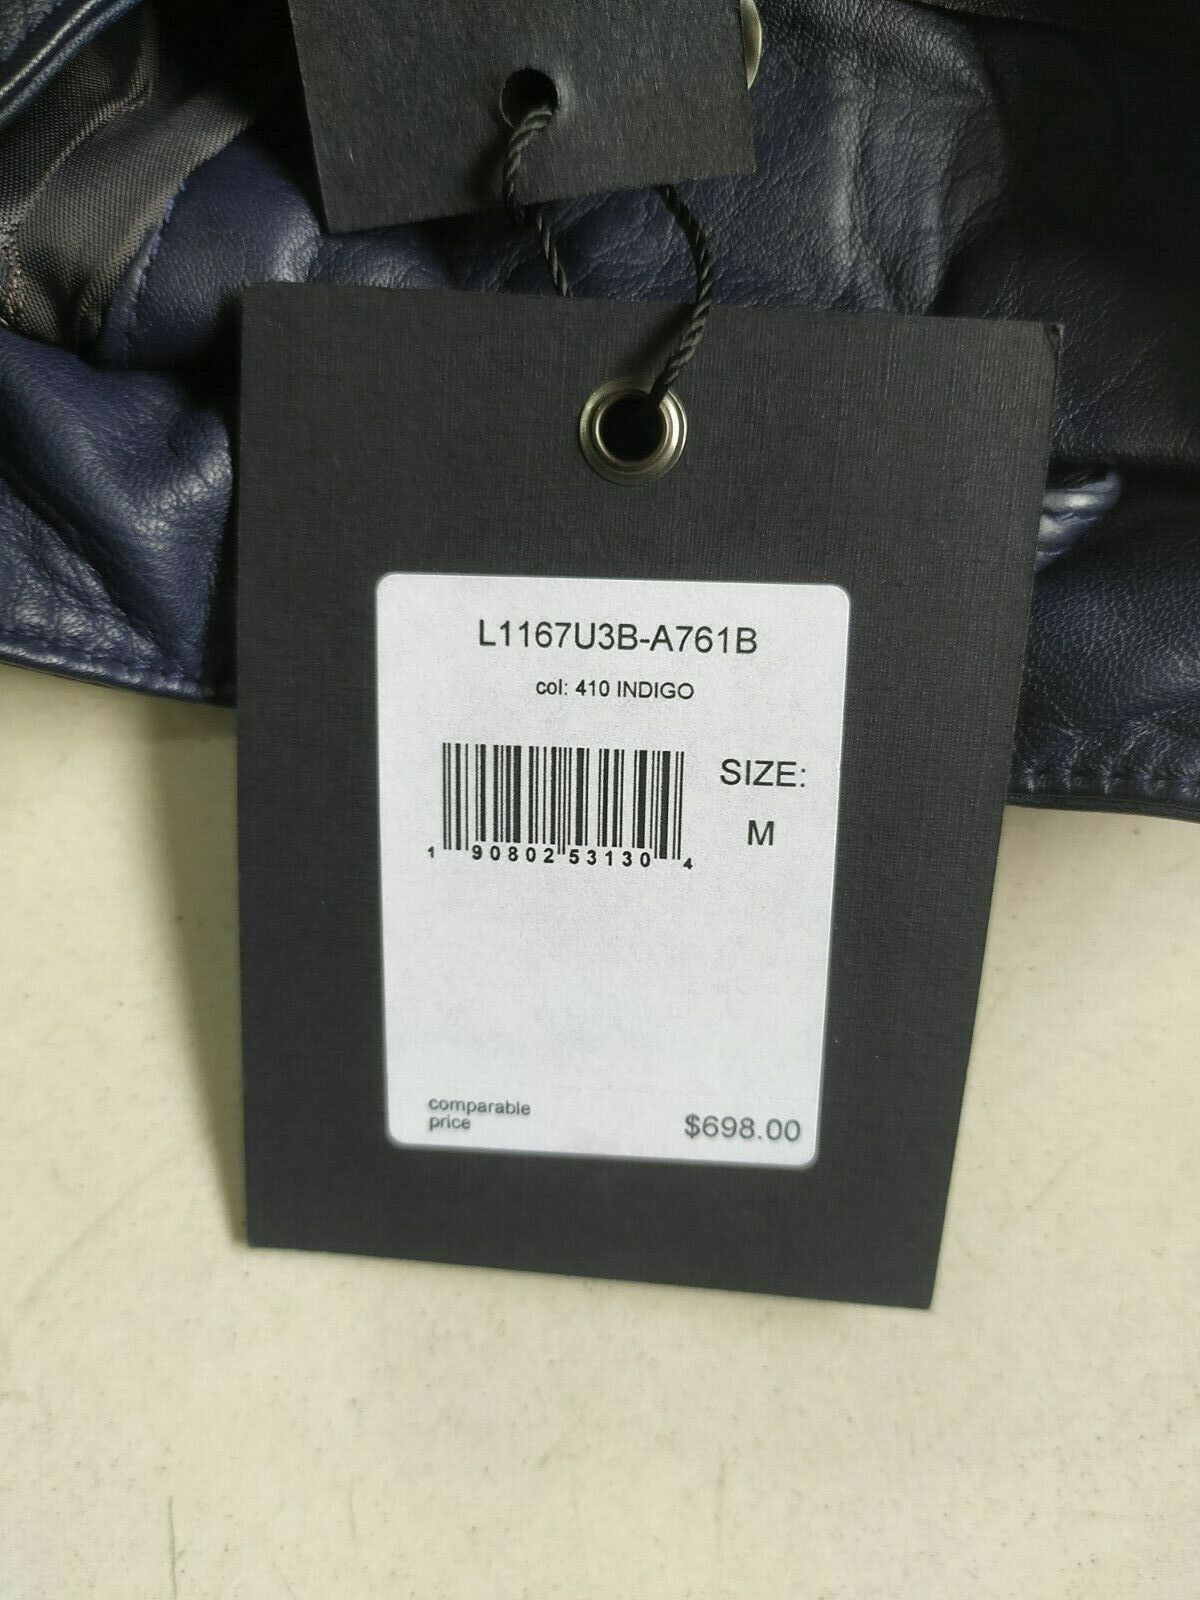 L1167U3B-A761B
col: 410 INDIGO
SIZE:
M
1 90802 53130 4
comparable
price
$698.00